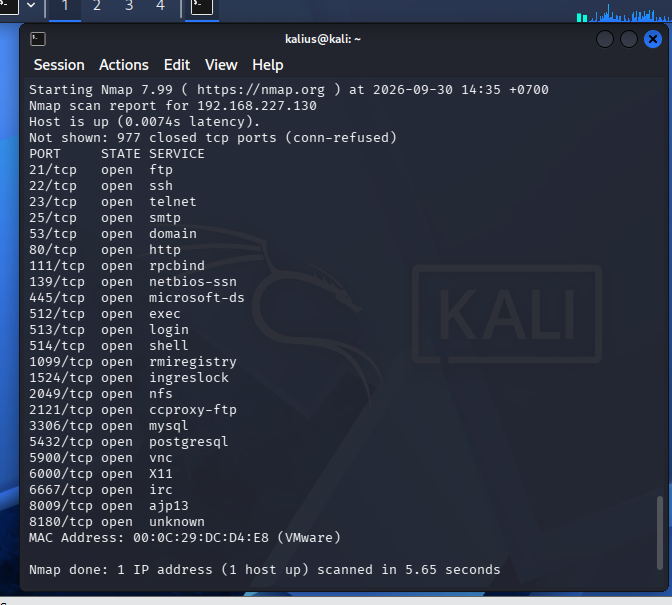 1 2 3 4
kalius@kali: ~
Session Actions Edit View Help
Starting Nmap 7.99 ( https://nmap.org ) at 2026-09-30 14:35 +0700
Nmap scan report for 192.168.227.130
Host is up (0.0074s latency).
Not shown: 977 closed tcp ports (conn-refused)
PORT     STATE SERVICE
21/tcp   open  ftp
22/tcp   open  ssh
23/tcp   open  telnet
25/tcp   open  smtp
53/tcp   open  domain
80/tcp   open  http
111/tcp  open  rpcbind
139/tcp  open  netbios-ssn
445/tcp  open  microsoft-ds
512/tcp  open  exec
513/tcp  open  login
514/tcp  open  shell
1099/tcp open  rmiregistry
1524/tcp open  ingreslock
2049/tcp open  nfs
2121/tcp open  ccproxy-ftp
3306/tcp open  mysql
5432/tcp open  postgresql
5900/tcp open  vnc
6000/tcp open  X11
6667/tcp open  irc
8009/tcp open  ajp13
8180/tcp open  unknown
MAC Address: 00:0C:29:DC:D4:E8 (VMware)
Nmap done: 1 IP address (1 host up) scanned in 5.65 seconds
KALI